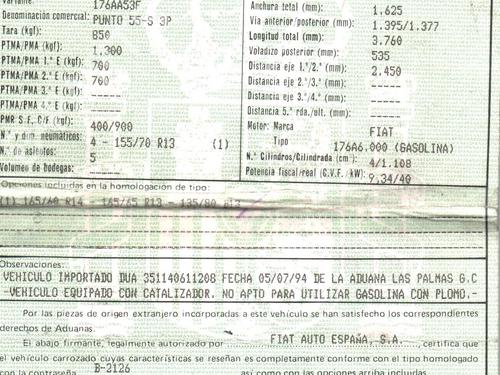 Variante: 176AA53F
Denominación comercial: PUNTO 55-S 3P
Tara (kgf): 850
PTMA/PMA (kgf): 1,300
PTMA/PMA 1.ª E (kgf): 700
PTMA/PMA 2.ª E (kgf): 700
PTMA/PMA 3.ª E (kgf): -----
PTMA/PMA 4.ª E (kgf): -----
PMR S.F, C/F (kgf): 400/900
N.º y dim. neumáticos: 4 - 155/70 R13 (1)
N.º de asientos: 5
Volumen de bodegas: -----
Anchura total (mm): 1.625
Vía anterior/posterior (mm): 1.395/1.377
Longitud total (mm): 3.760
Voladizo posterior (mm): 535
Distancia eje 1.º/2.º (mm): 2.450
Distancia eje 2.º/3.º (mm): -----
Distancia eje 3.º/4.º (mm): -----
Distancia 5.ª rda./ult. (mm): -----
Motor: Marca FIAT
Tipo 176A6.000 (GASOLINA)
N.º Cilindros/Cilindrada (cm³) 4/1.108
Potencia fiscal/real (C.V.F./kW): 9,34/40
Opciones incluidas en la homologación de tipo:
(1) 165/60 R14 - 165/65 R13 - 135/80 R13
Observaciones:
VEHICULO IMPORTADO DUA 351140611208 FECHA 05/07/94 DE LA ADUANA LAS PALMAS G.C
-VEHICULO EQUIPADO CON CATALIZADOR. NO APTO PARA UTILIZAR GASOLINA CON PLOMO.-
Por las piezas de origen extranjero incorporadas a este vehículo se han satisfecho los correspondientes
derechos de Aduanas.
El abajo firmante, legalmente autorizado por FIAT AUTO ESPAÑA, S.A., certifica que
el vehículo carrozado cuyas características se reseñan es completamente conforme con el tipo homologado
con la contraseña B-2126 así como con las opciones arriba incluidas.